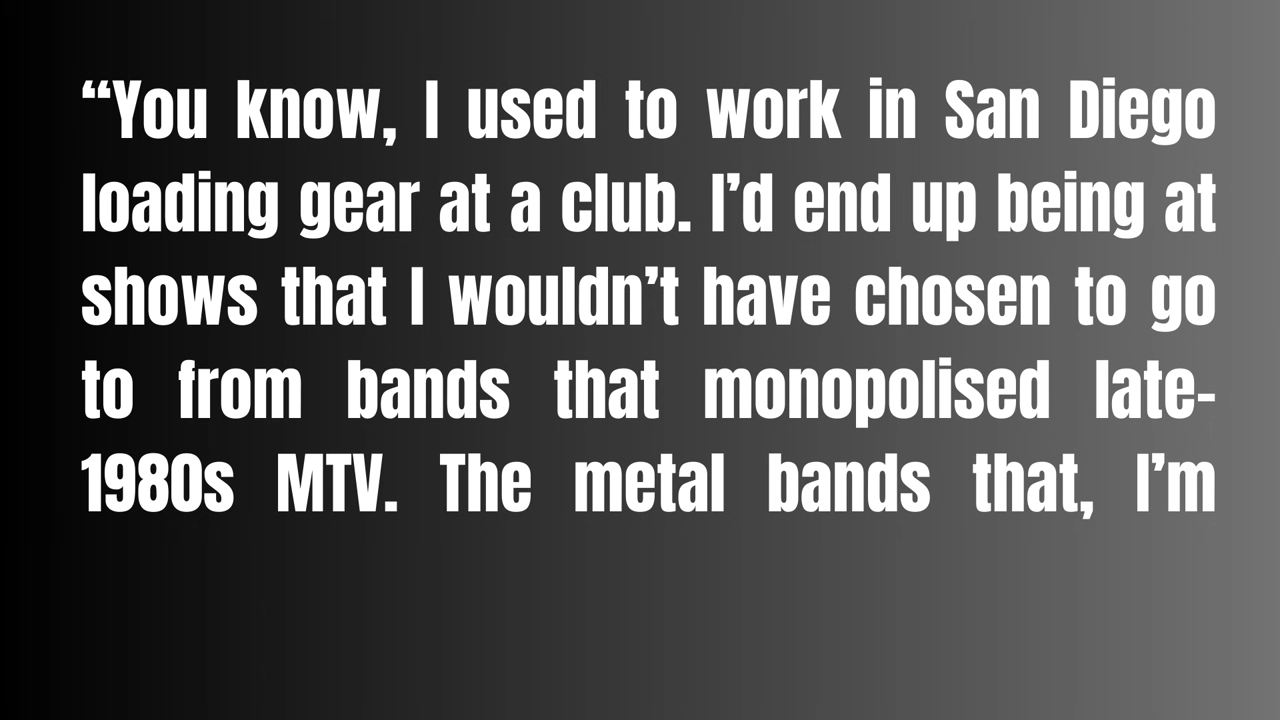 “You know, I used to work in San Diego
loading gear at a club. I’d end up being at
shows that I wouldn’t have chosen to go
to from bands that monopolised late-
1980s MTV. The metal bands that, I’m